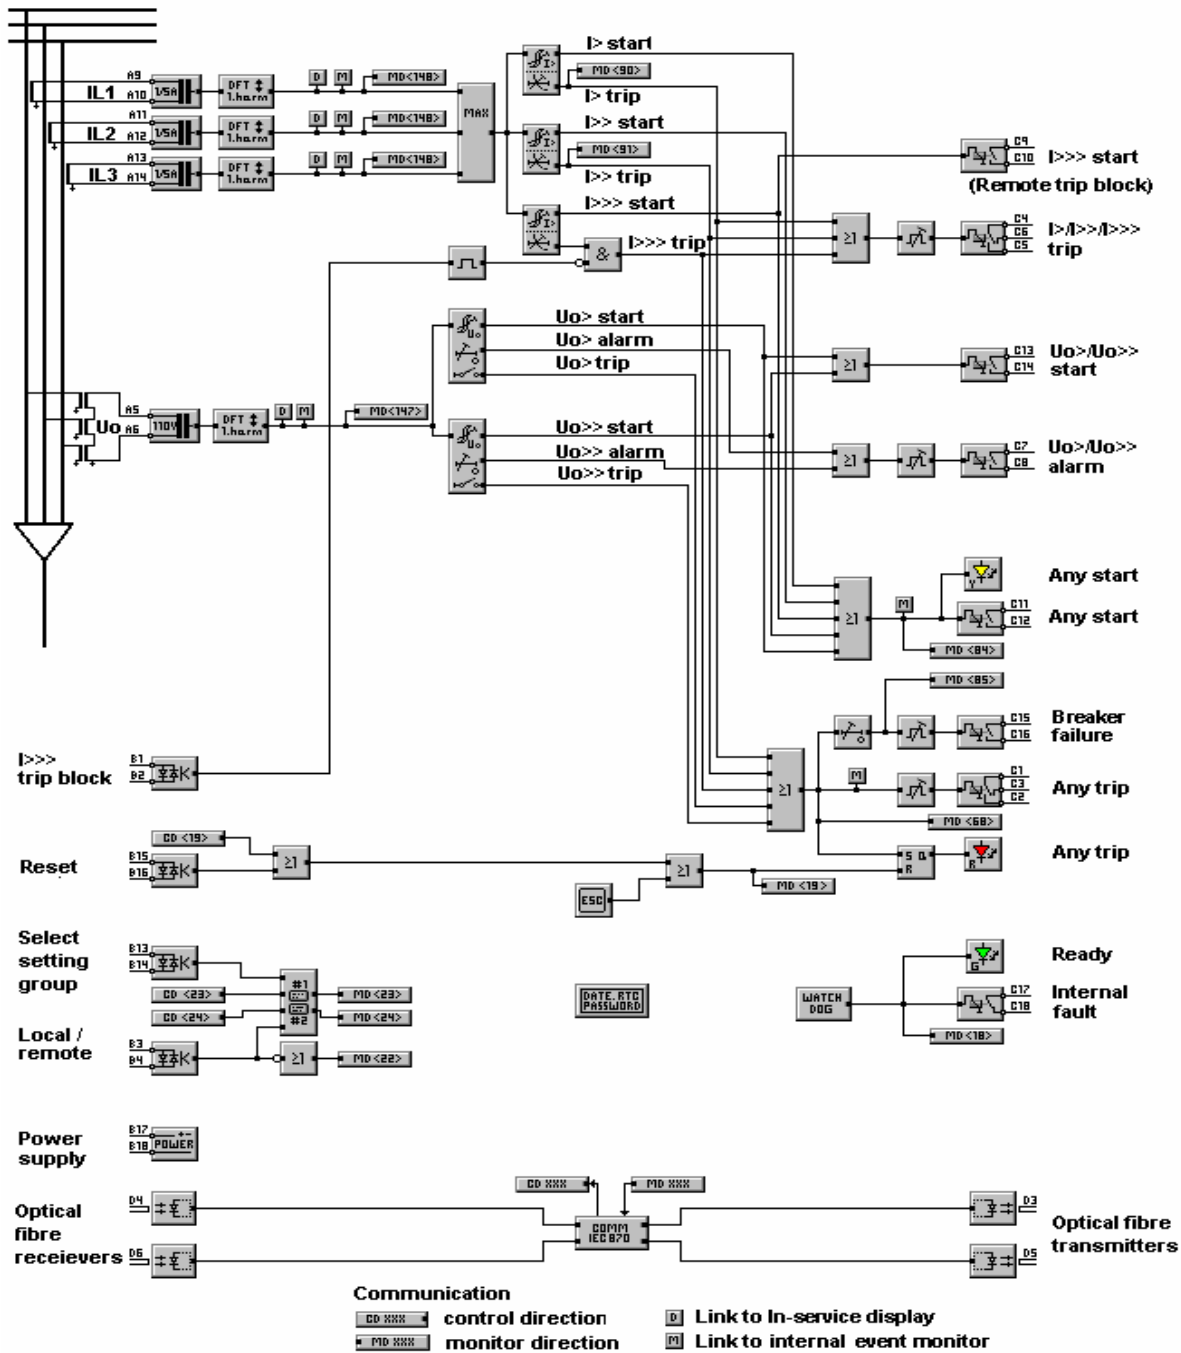 I> start
A9
IL1
A10
1/5A
DFT
1.harm
D
M
MD<148>
MD<90>
I> trip
A11
IL2
A12
1/5A
DFT
1.harm
D
M
MD<148>
MAX
I>> start
MD<91>
I>> trip
A13
IL3
A14
1/5A
DFT
1.harm
D
M
MD<148>
I>>> start
C9
C10
I>>> start
(Remote trip block)
&
I>>> trip
≥1
C4
C6
C5
I>/I>>/I>>>
trip
Uo> start
Uo> alarm
Uo> trip
≥1
C13
C14
Uo>/Uo>>
start
A5
Uo
A6
110V
DFT
1.harm
D
M
MD<147>
Uo>> start
Uo>> alarm
Uo>> trip
≥1
C7
C8
Uo>/Uo>>
alarm
Y
Any start
≥1
M
C11
C12
Any start
MD <84>
MD <85>
C15
C16
Breaker
failure
I>>>
trip block
B1
B2
≥1
M
C1
C3
C2
Any trip
MD <68>
CD <19>
Reset
B15
B16
≥1
≥1
S Q
R
R
Any trip
MD <19>
ESC
Select
setting
group
B13
B14
CD <23>
CD <24>
#1
#2
MD <23>
MD <24>
DATE.RTC
PASSWORD
WATCH
DOG
G
Ready
C17
C18
Internal
fault
MD <18>
Local /
remote
B3
B4
≥1
MD <22>
Power
supply
B17
B18
+-
POWER
CD XXX
MD XXX
Optical
fibre
receievers
D4
D6
COMM
IEC870
D3
D5
Optical fibre
transmitters
Communication
CD XXX
control direction
D
Link to In-service display
MD XXX
monitor direction
M
Link to internal event monitor